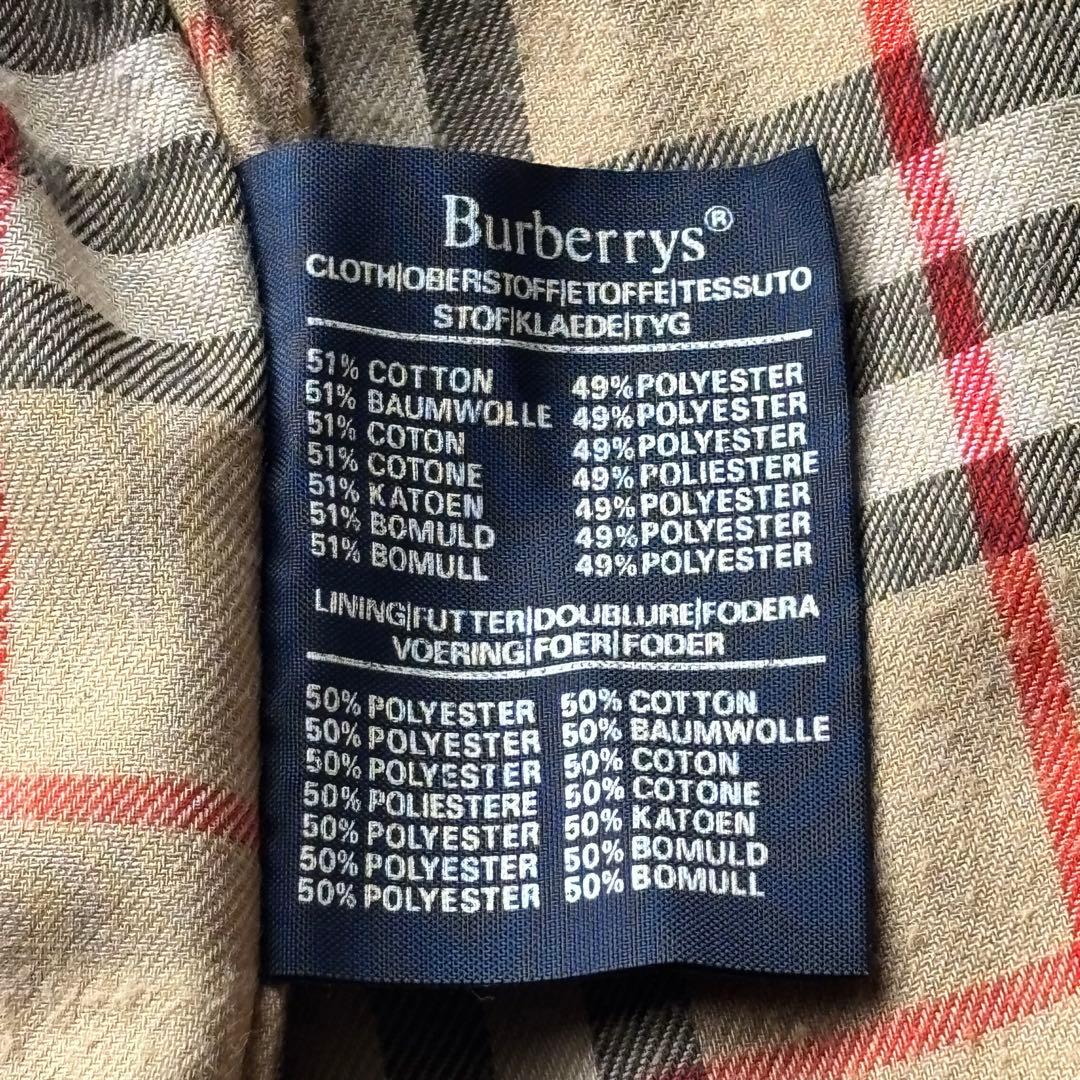 Burberrys®
CLOTH|OBERSTOFF|ETOFFE|TESSUTO
STOF|KLAEDE|TYG
51% COTTON 49% POLYESTER
51% BAUMWOLLE 49% POLYESTER
51% COTON 49% POLYESTER
51% COTONE 49% POLIESTERE
51% KATOEN 49% POLYESTER
51% BOMULD 49% POLYESTER
51% BOMULL 49% POLYESTER
LINING|FUTTER|DOUBLURE|FODERA
VOERING|FOER|FODER
50% POLYESTER 50% COTTON
50% POLYESTER 50% BAUMWOLLE
50% POLYESTER 50% COTON
50% POLIESTERE 50% COTONE
50% POLYESTER 50% KATOEN
50% POLYESTER 50% BOMULD
50% POLYESTER 50% BOMULL